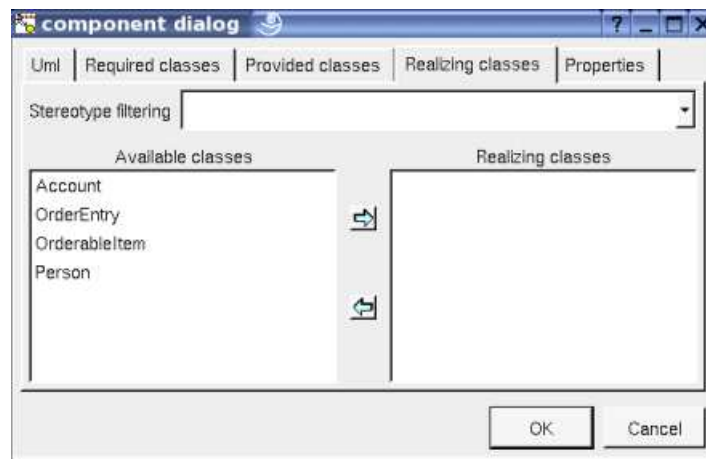 component dialog
Uml Required classes Provided classes Realizing classes Properties
Stereotype filtering
Available classes Realizing classes
Account
OrderEntry
OrderableItem
Person
OK Cancel